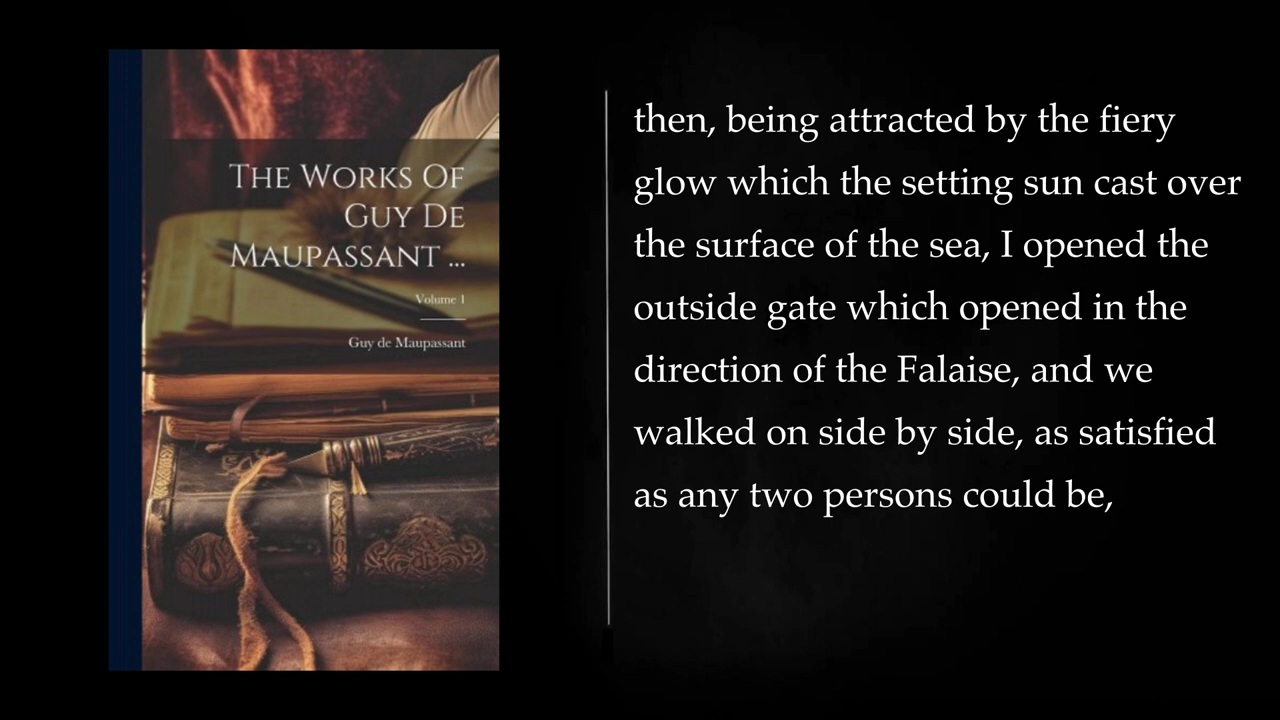 The Works Of
Guy De
Maupassant ...
Volume 1
Guy de Maupassant
then, being attracted by the fiery
glow which the setting sun cast over
the surface of the sea, I opened the
outside gate which opened in the
direction of the Falaise, and we
walked on side by side, as satisfied
as any two persons could be,